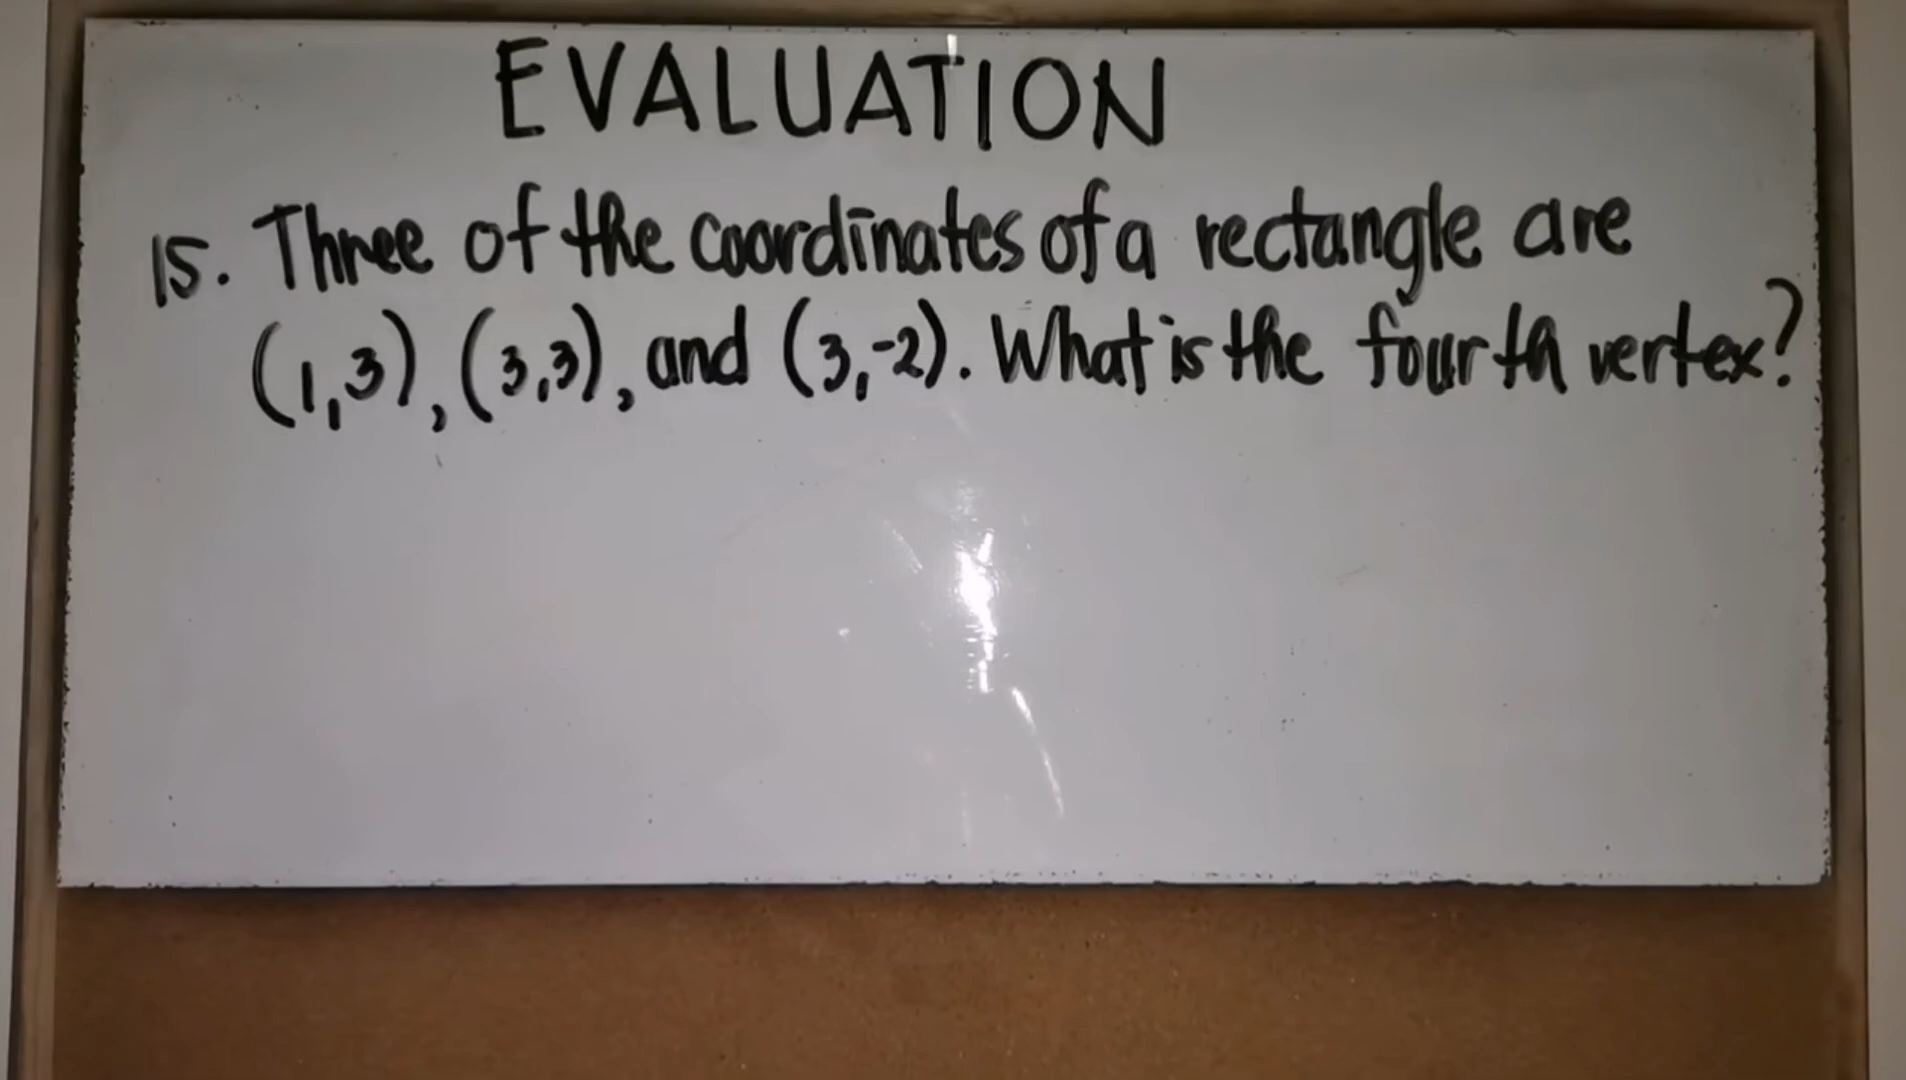 EVALUATION
15. Three of the coordinates of a rectangle are
(1,3), (3,3), and (3,-2). What is the fourth vertex?